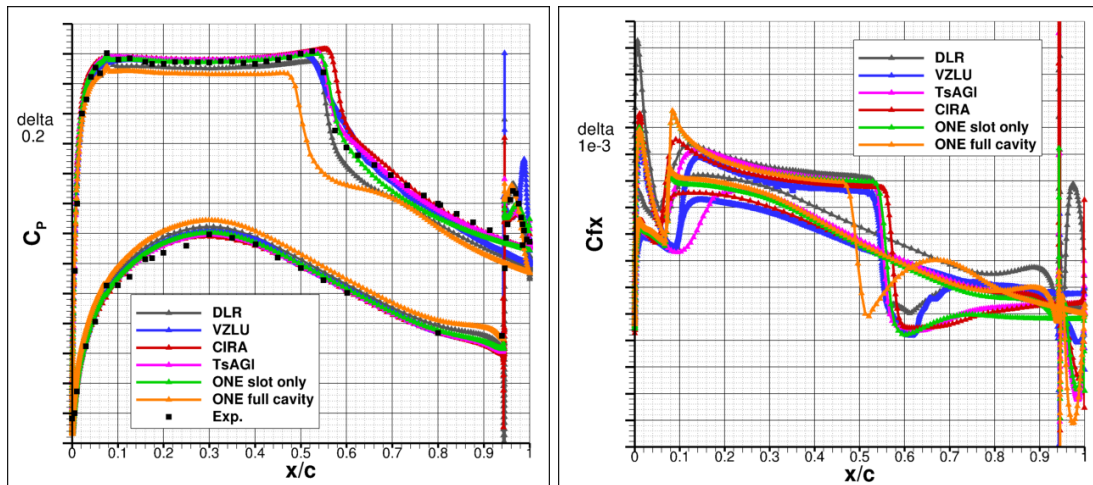 delta
0.2
CP
DLR
VZLU
CIRA
TsAGI
ONE slot only
ONE full cavity
Exp.
0 0.1 0.2 0.3 0.4 0.5 0.6 0.7 0.8 0.9 1
x/c
delta
1e-3
Cfx
DLR
VZLU
TsAGI
CIRA
ONE slot only
ONE full cavity
0 0.1 0.2 0.3 0.4 0.5 0.6 0.7 0.8 0.9 1
x/c